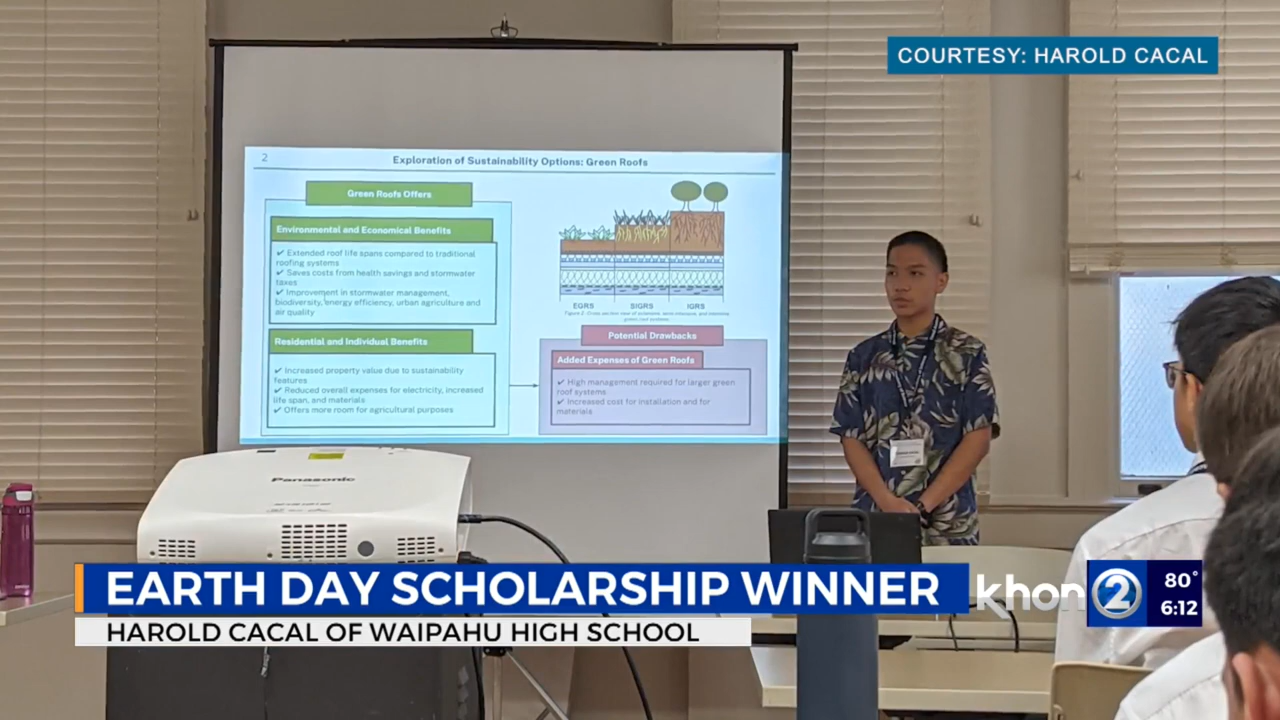 COURTESY: HAROLD CACAL
2
Exploration of Sustainability Options: Green Roofs
Green Roofs Offers
Environmental and Economical Benefits
✔ Extended roof life spans compared to traditional
roofing systems
✔ Saves costs from health savings and stormwater
taxes
✔ Improvement in stormwater management,
biodiversity, energy efficiency, urban agriculture and
air quality
Residential and Individual Benefits
✔ Increased property value due to sustainability
features
✔ Reduced overall expenses for electricity, increased
life span, and materials
✔ Offers more room for agricultural purposes
EGRS SIGRS IGRS
Potential Drawbacks
Added Expenses of Green Roofs
✔ High management required for larger green
roof systems
✔ Increased cost for installation and for
materials
Panasonic
EARTH DAY SCHOLARSHIP WINNER
HAROLD CACAL OF WAIPAHU HIGH SCHOOL
khon 2
80°
6:12